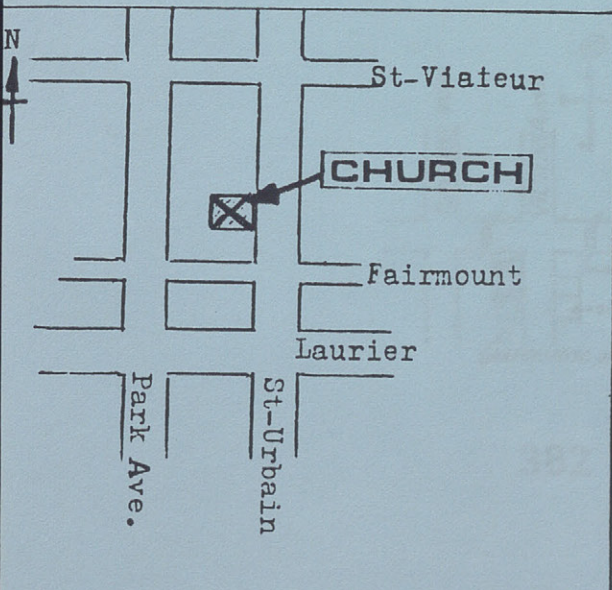 N
St-Viateur
CHURCH
Fairmount
Laurier
Park Ave.
St-Urbain